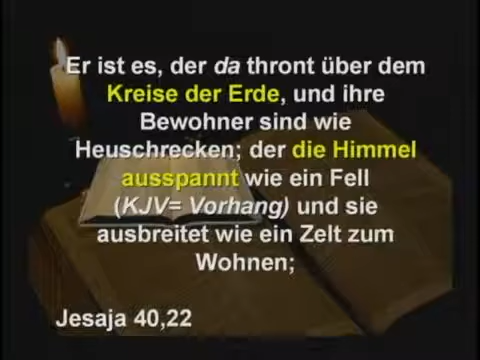 Er ist es, der da thront über dem
Kreise der Erde, und ihre
Bewohner sind wie
Heuschrecken; der die Himmel
ausspannt wie ein Fell
(KJV= Vorhang) und sie
ausbreitet wie ein Zelt zum
Wohnen;
Jesaja 40,22